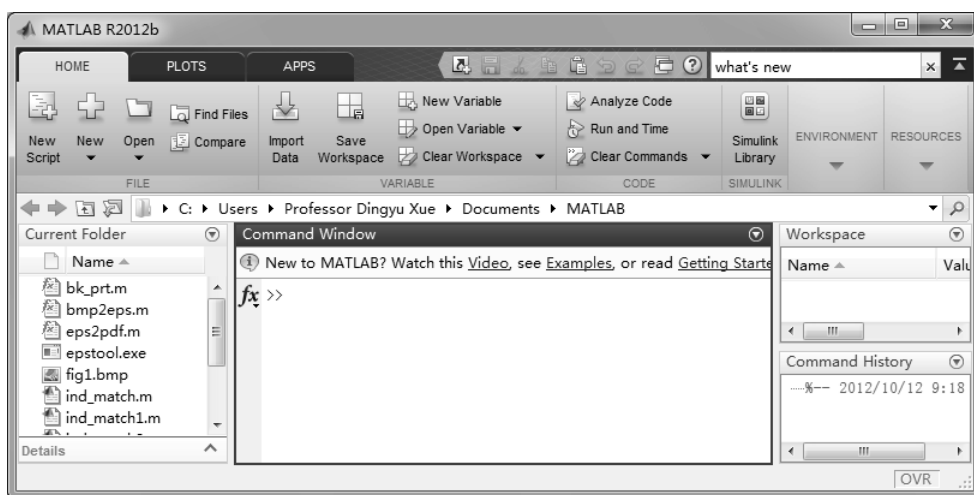 MATLAB R2012b
HOME PLOTS APPS what's new
New Script New Open Find Files Compare Import Data Save Workspace New Variable Open Variable Clear Workspace Analyze Code Run and Time Clear Commands Simulink Library ENVIRONMENT RESOURCES
FILE VARIABLE CODE SIMULINK
C: Users Professor Dingyu Xue Documents MATLAB
Current Folder
Name
bk_prt.m
bmp2eps.m
eps2pdf.m
epstool.exe
fig1.bmp
ind_match.m
ind_match1.m
Details
Command Window
New to MATLAB? Watch this Video, see Examples, or read Getting Starte
fx >>
Workspace
Name Valu
Command History
%-- 2012/10/12 9:18
OVR